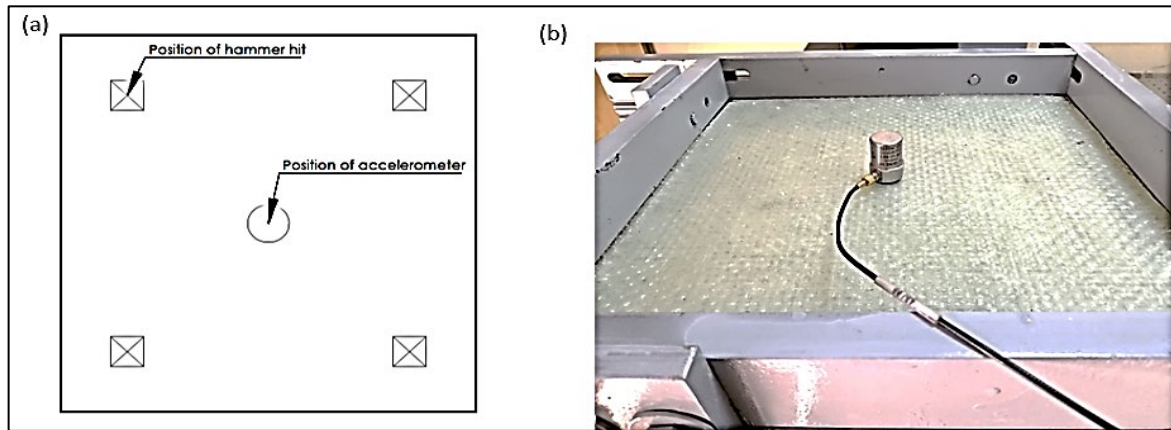 (a)
Position of hammer hit
Position of accelerometer
(b)